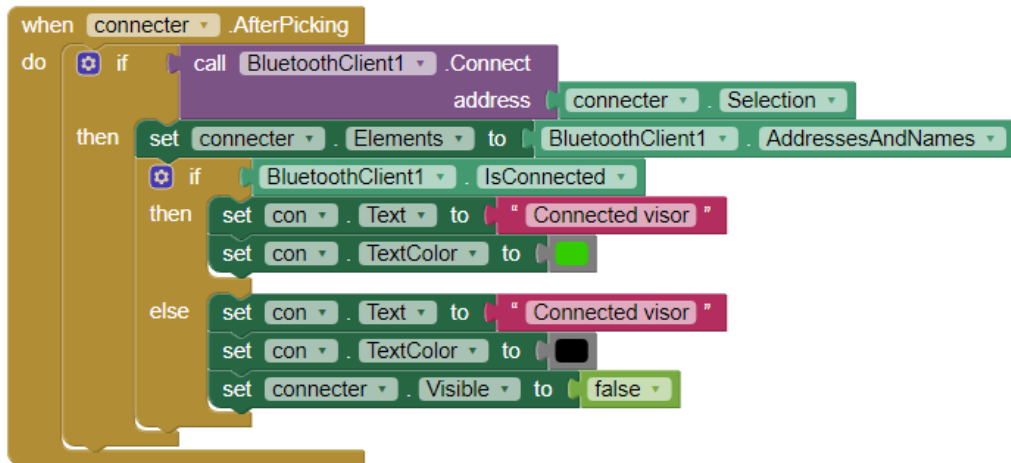 when connecter .AfterPicking
do if call BluetoothClient1 .Connect
address connecter . Selection
then set connecter . Elements to BluetoothClient1 . AddressesAndNames
if BluetoothClient1 . IsConnected
then set con . Text to " Connected visor "
set con . TextColor to
else set con . Text to " Connected visor "
set con . TextColor to
set connecter . Visible to false